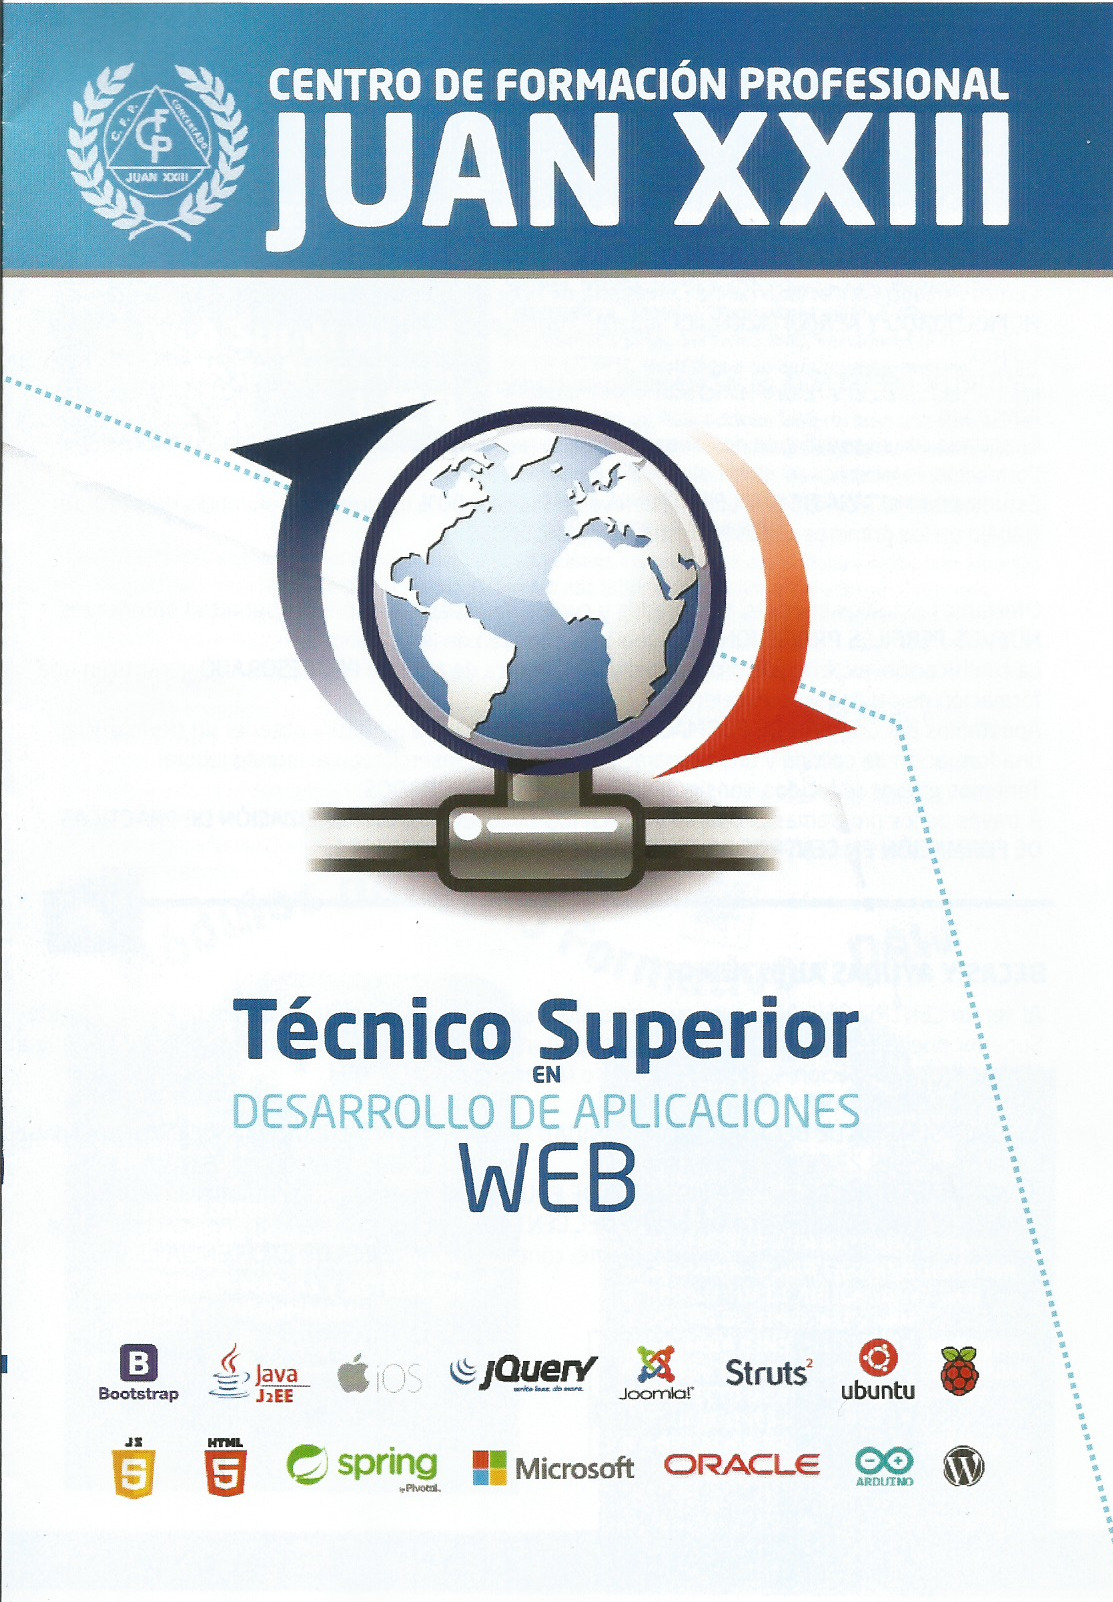 C. F. P. CONCERTADO
CFP
JUAN XXIII
CENTRO DE FORMACIÓN PROFESIONAL
JUAN XXIII
Técnico Superior
EN
DESARROLLO DE APLICACIONES
WEB
B
Bootstrap
Java
J2EE
iOS
jQuery
write less, do more.
Joomla!
Struts2
ubuntu
JS
5
HTML
5
spring
by Pivotal
Microsoft
ORACLE
ARDUINO
W